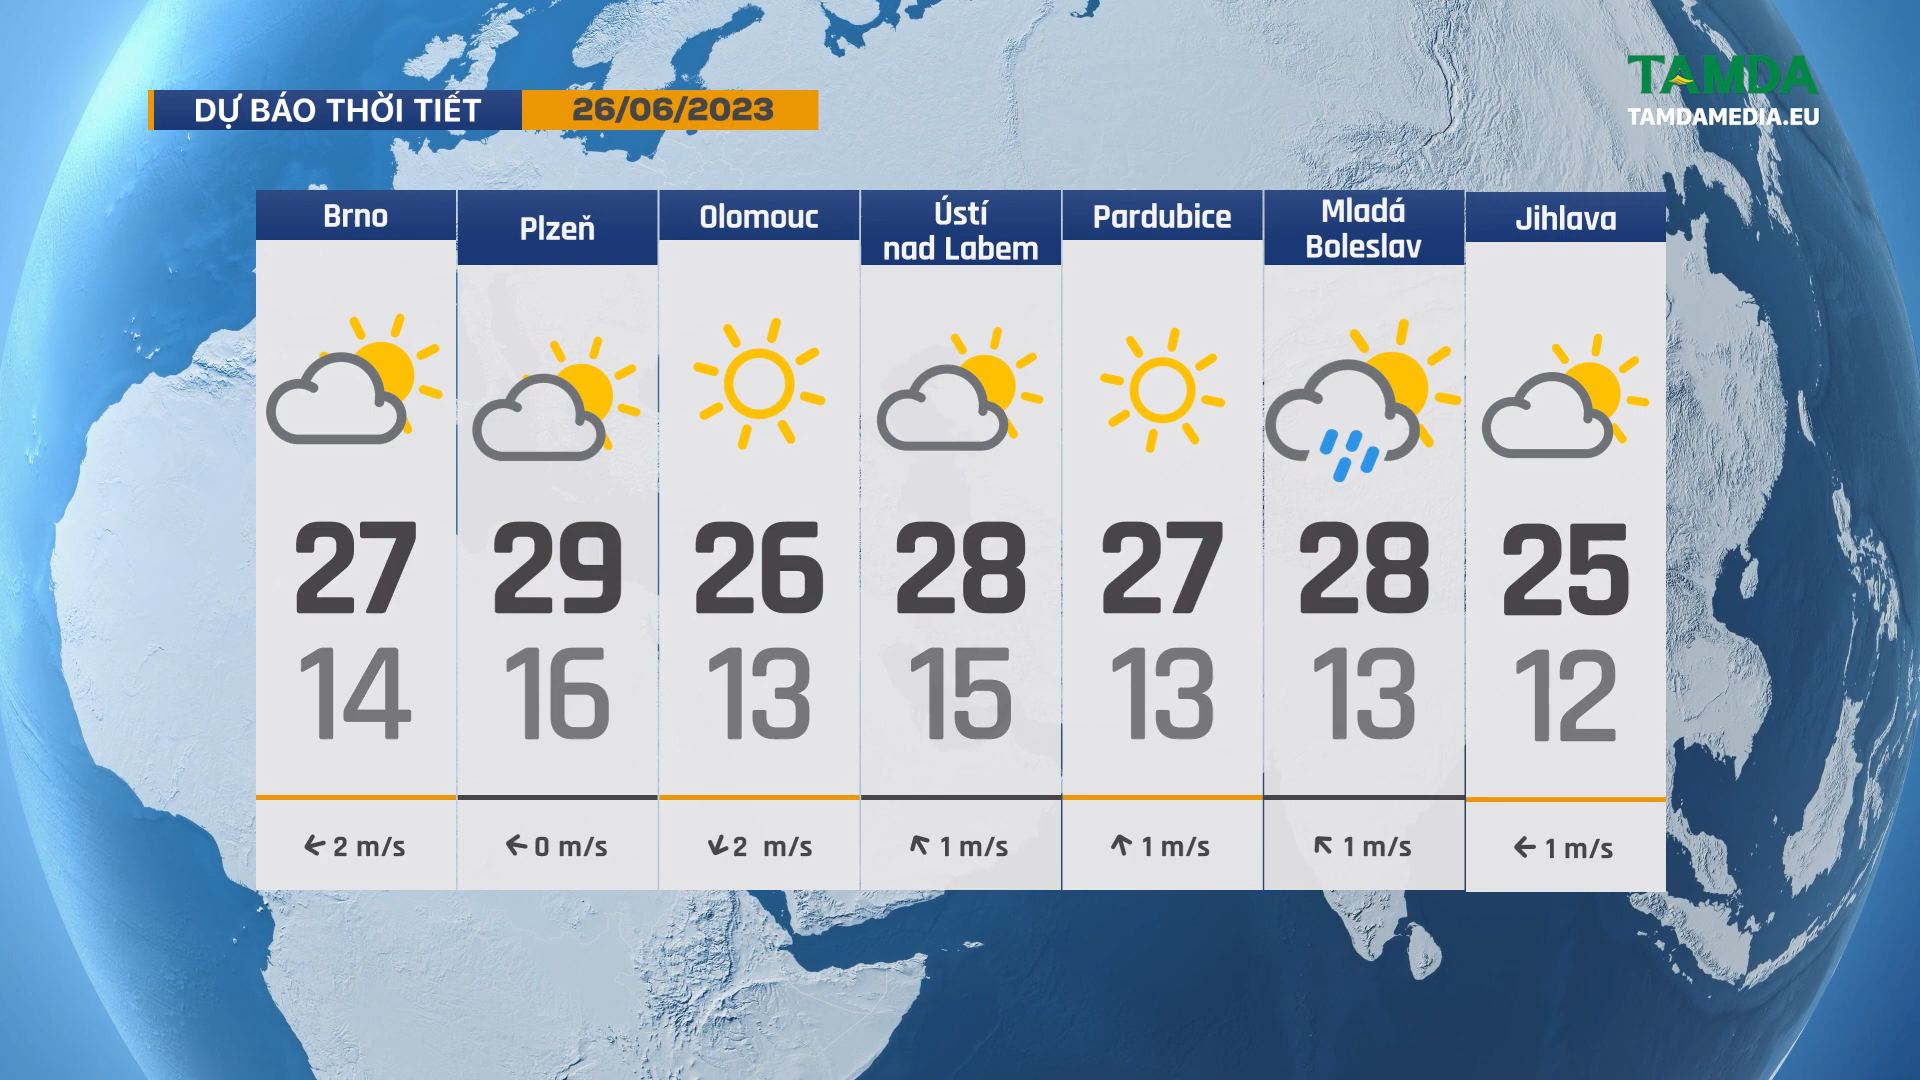 DỰ BÁO THỜI TIẾT
26/06/2023
TAMDA
TAMDAMEDIA.EU
Brno
27
14
2 m/s
Plzeň
29
16
0 m/s
Olomouc
26
13
2 m/s
Ústí
nad Labem
28
15
1 m/s
Pardubice
27
13
1 m/s
Mladá
Boleslav
28
13
1 m/s
Jihlava
25
12
1 m/s